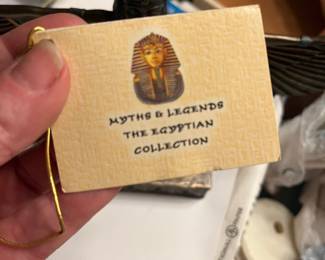 MYTHS & LEGENDS
THE EGYPTIAN
COLLECTION